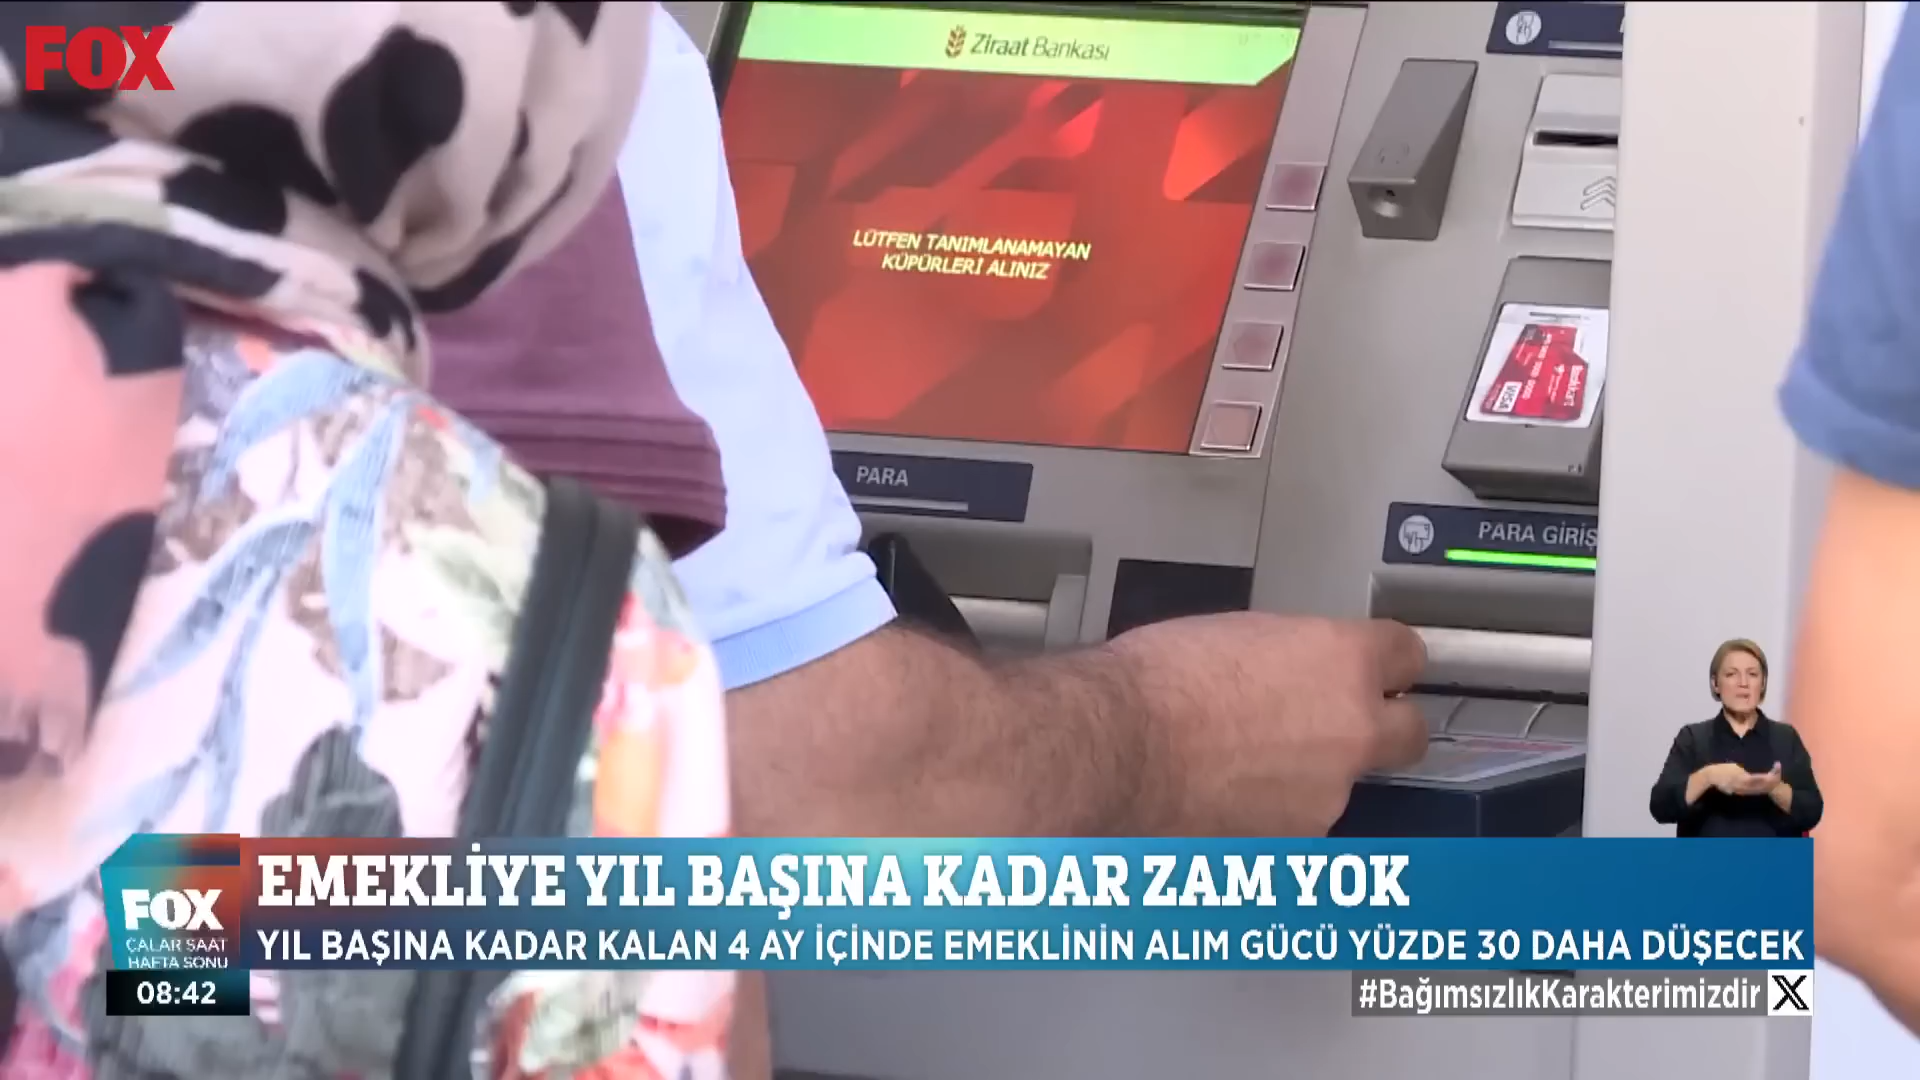 FOX
Ziraat Bankası
LÜTFEN TANIMLANAMAYAN
KÜPÜRLERİ ALINIZ
PARA
Bankkart
VISA
PARA GİRİŞ
EMEKLİYE YIL BAŞINA KADAR ZAM YOK
YIL BAŞINA KADAR KALAN 4 AY İÇİNDE EMEKLİNİN ALIM GÜCÜ YÜZDE 30 DAHA DÜŞECEK
FOX
ÇALAR SAAT
HAFTA SONU
08:42
#BağımsızlıkKarakterimizdir X